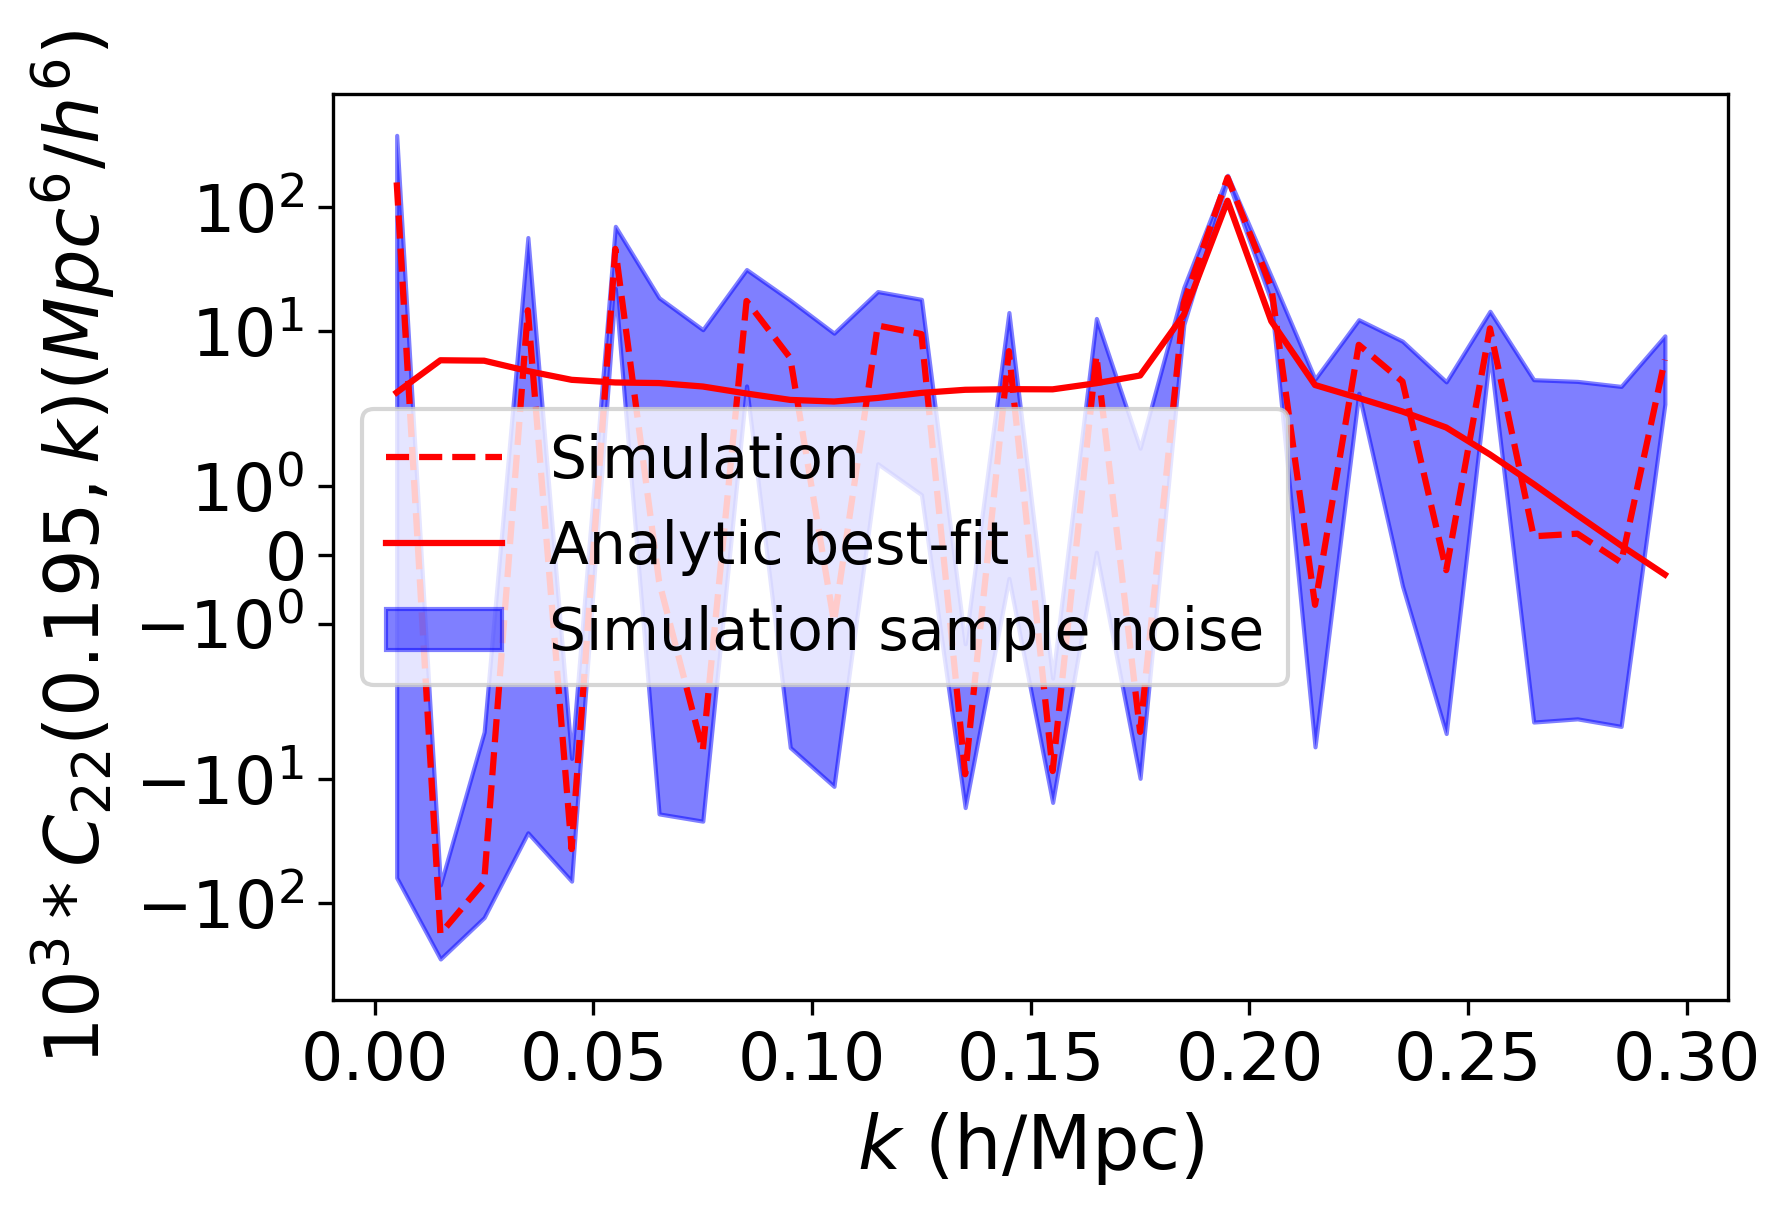 10³ * C₂₂(0.195, k)(Mpc⁶/h⁶)
10²
10¹
10⁰
0
−10⁰
−10¹
−10²
Simulation
Analytic best-fit
Simulation sample noise
0.00 0.05 0.10 0.15 0.20 0.25 0.30
k (h/Mpc)